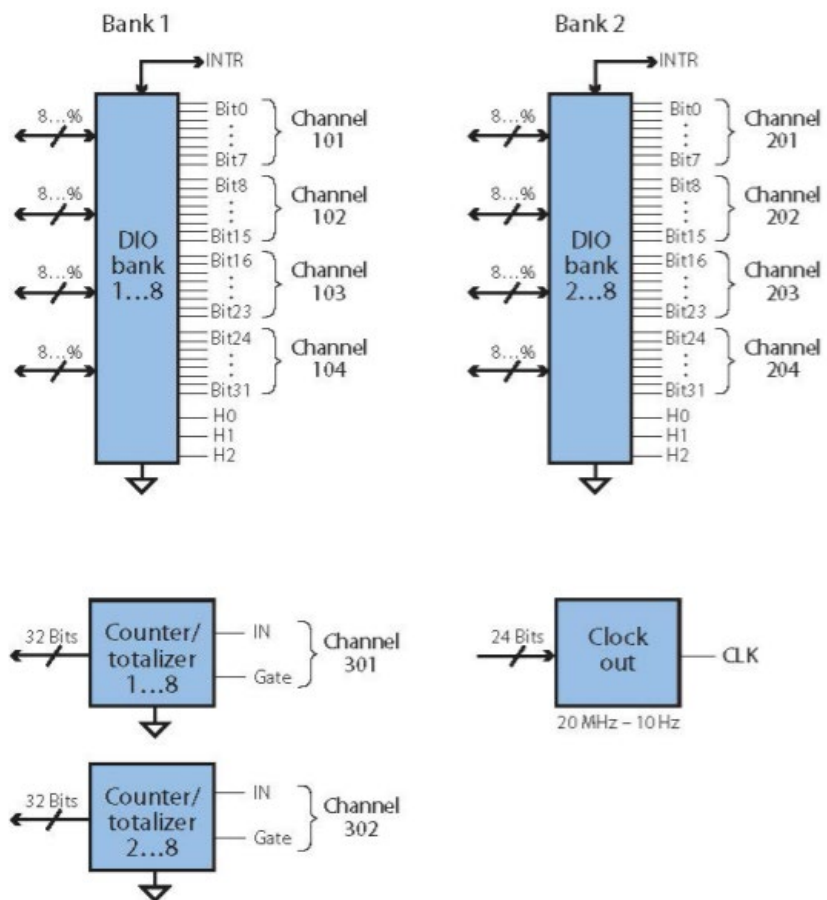 Bank 1
INTR
8...%
8...%
8...%
8...%
DIO
bank
1...8
Bit0
Bit7
Channel
101
Bit8
Bit15
Channel
102
Bit16
Bit23
Channel
103
Bit24
Bit31
Channel
104
H0
H1
H2
Bank 2
INTR
8...%
8...%
8...%
8...%
DIO
bank
2...8
Bit0
Bit7
Channel
201
Bit8
Bit15
Channel
202
Bit16
Bit23
Channel
203
Bit24
Bit31
Channel
204
H0
H1
H2
32 Bits
Counter/
totalizer
1...8
IN
Gate
Channel
301
24 Bits
Clock
out
CLK
20 MHz – 10 Hz
32 Bits
Counter/
totalizer
2...8
IN
Gate
Channel
302